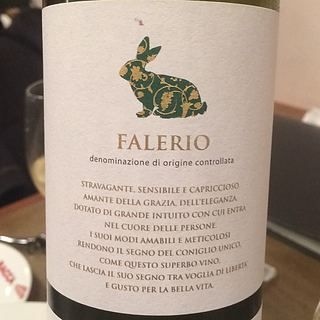 FALERIO
denominazione di origine controllata
STRAVAGANTE, SENSIBILE E CAPRICCIOSO.
AMANTE DELLA GRAZIA, DELL'ELEGANZA.
DOTATO DI GRANDE INTUITO CON CUI ENTRA
NEL CUORE DELLE PERSONE.
I SUOI MODI AMABILI E METICOLOSI
RENDONO IL SEGNO DEL CONIGLIO UNICO,
COME QUESTO SUPERBO VINO,
CHE LASCIA IL SUO SEGNO TRA VOGLIA DI LIBERTA'
E GUSTO PER LA BELLA VITA.